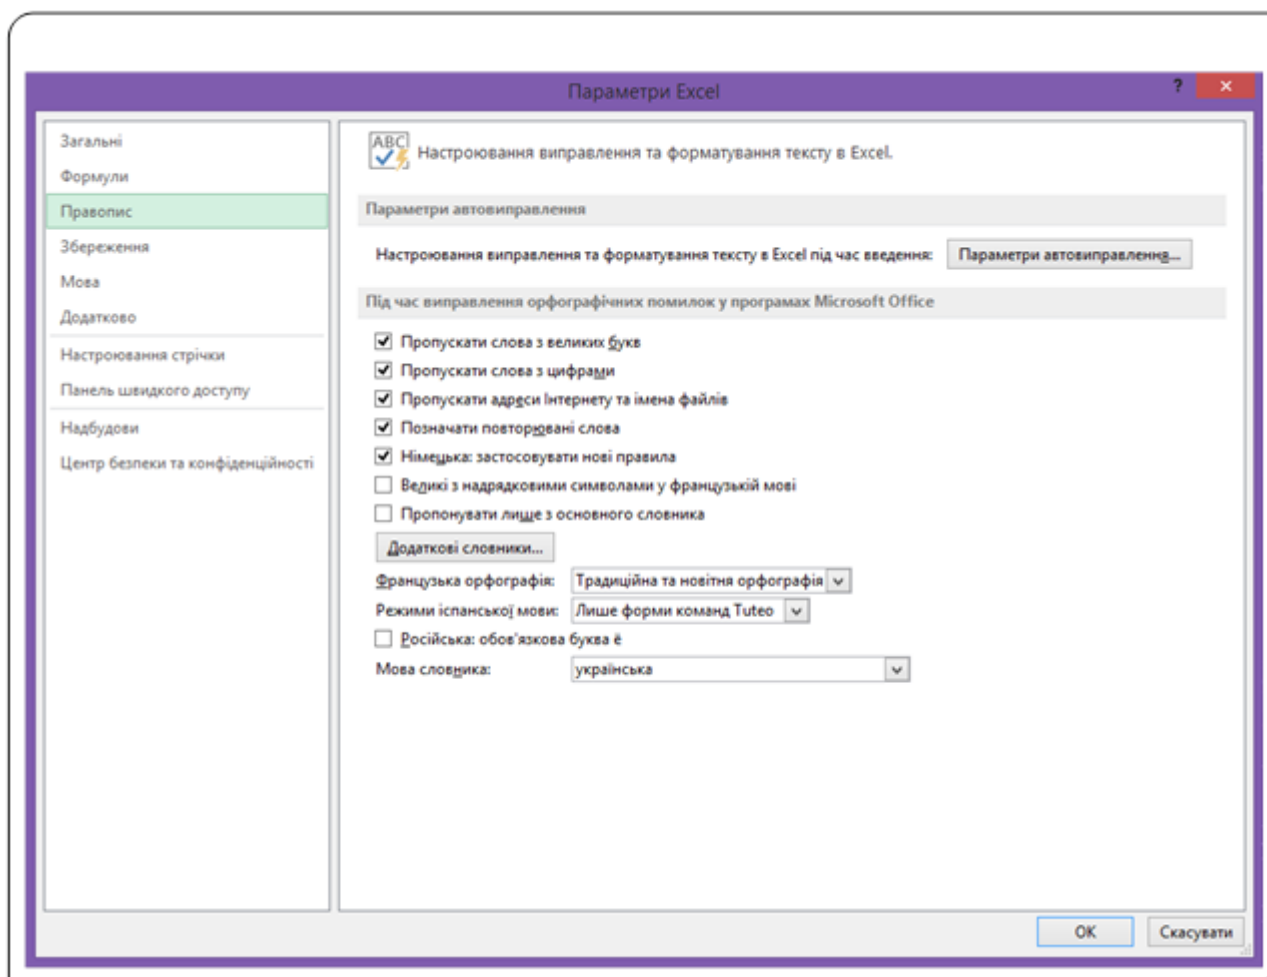 Параметри Excel
?
Загальні
Формули
Правопис
Збереження
Мова
Додатково
Настроювання стрічки
Панель швидкого доступу
Надбудови
Центр безпеки та конфіденційності
ABC
Настроювання виправлення та форматування тексту в Excel.
Параметри автовиправлення
Настроювання виправлення та форматування тексту в Excel під час введення: Параметри автовиправлення...
Під час виправлення орфографічних помилок у програмах Microsoft Office
Пропускати слова з великих букв
Пропускати слова з цифрами
Пропускати адреси Інтернету та імена файлів
Позначати повторювані слова
Німецька: застосовувати нові правила
Великі з надрядковими символами у французькій мові
Пропонувати лише з основного словника
Додаткові словники...
Французька орфографія: Традиційна та новітня орфографія
Режими іспанської мови: Лише форми команд Tuteo
Російська: обов'язкова буква ё
Мова словника: українська
ОК Скасувати